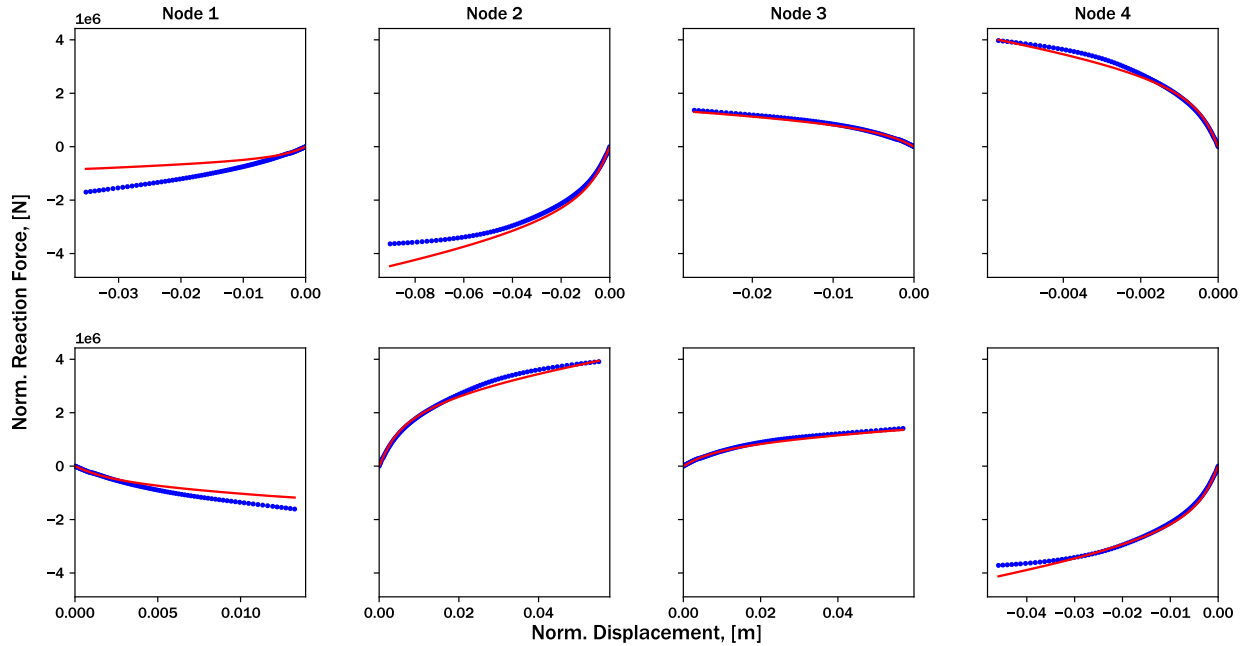 Node 1 Node 2 Node 3 Node 4
1e6
4
2
0
−2
−4
−0.03 −0.02 −0.01 0.00
−0.08 −0.06 −0.04 −0.02 0.00
−0.02 −0.01 0.00
−0.004 −0.002 0.000
Norm. Reaction Force, [N]
1e6
4
2
0
−2
−4
0.000 0.005 0.010
0.00 0.02 0.04
0.00 0.02 0.04
−0.04 −0.03 −0.02 −0.01 0.00
Norm. Displacement, [m]